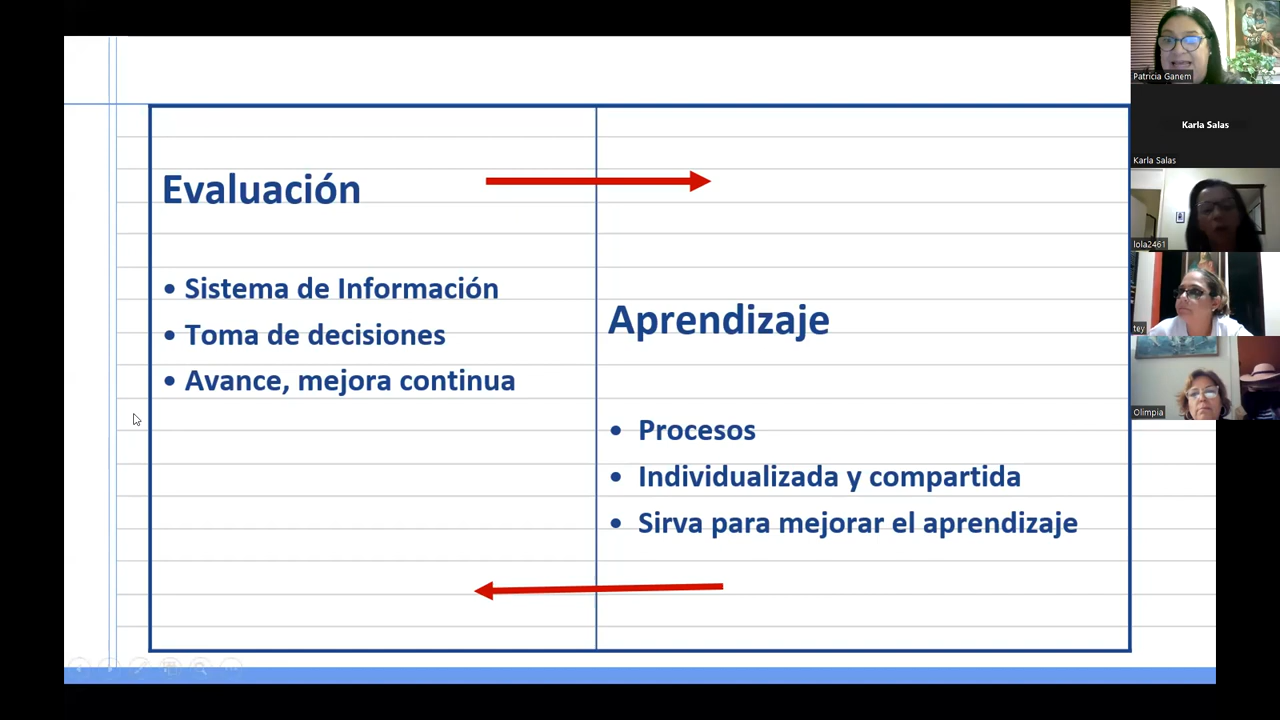 Evaluación
• Sistema de Información
• Toma de decisiones
• Avance, mejora continua
Aprendizaje
• Procesos
• Individualizada y compartida
• Sirva para mejorar el aprendizaje
Patricia Ganem
Karla Salas
Karla Salas
lola2461
tey
Olimpia